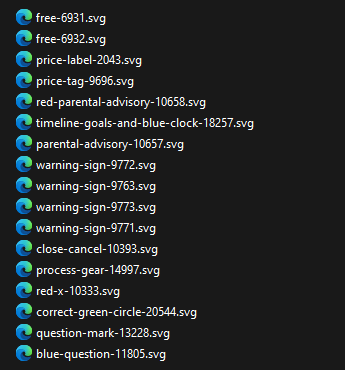 free-6931.svg
free-6932.svg
price-label-2043.svg
price-tag-9696.svg
red-parental-advisory-10658.svg
timeline-goals-and-blue-clock-18257.svg
parental-advisory-10657.svg
warning-sign-9772.svg
warning-sign-9763.svg
warning-sign-9773.svg
warning-sign-9771.svg
close-cancel-10393.svg
process-gear-14997.svg
red-x-10333.svg
correct-green-circle-20544.svg
question-mark-13228.svg
blue-question-11805.svg